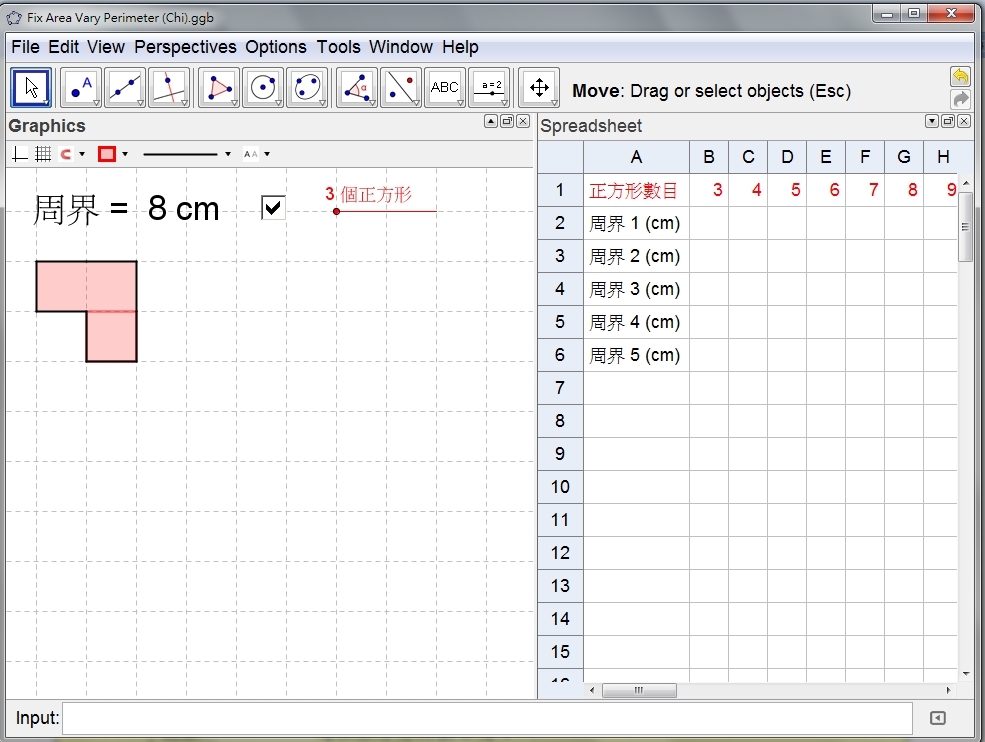 Fix Area Vary Perimeter (Chi).ggb
File Edit View Perspectives Options Tools Window Help
A
ABC
a=2
Move: Drag or select objects (Esc)
Graphics
Spreadsheet
A A
周界 = 8 cm
3 個正方形
A B C D E F G H
1 正方形數目 3 4 5 6 7 8 9
2 周界 1 (cm)
3 周界 2 (cm)
4 周界 3 (cm)
5 周界 4 (cm)
6 周界 5 (cm)
7
8
9
10
11
12
13
14
15
Input: